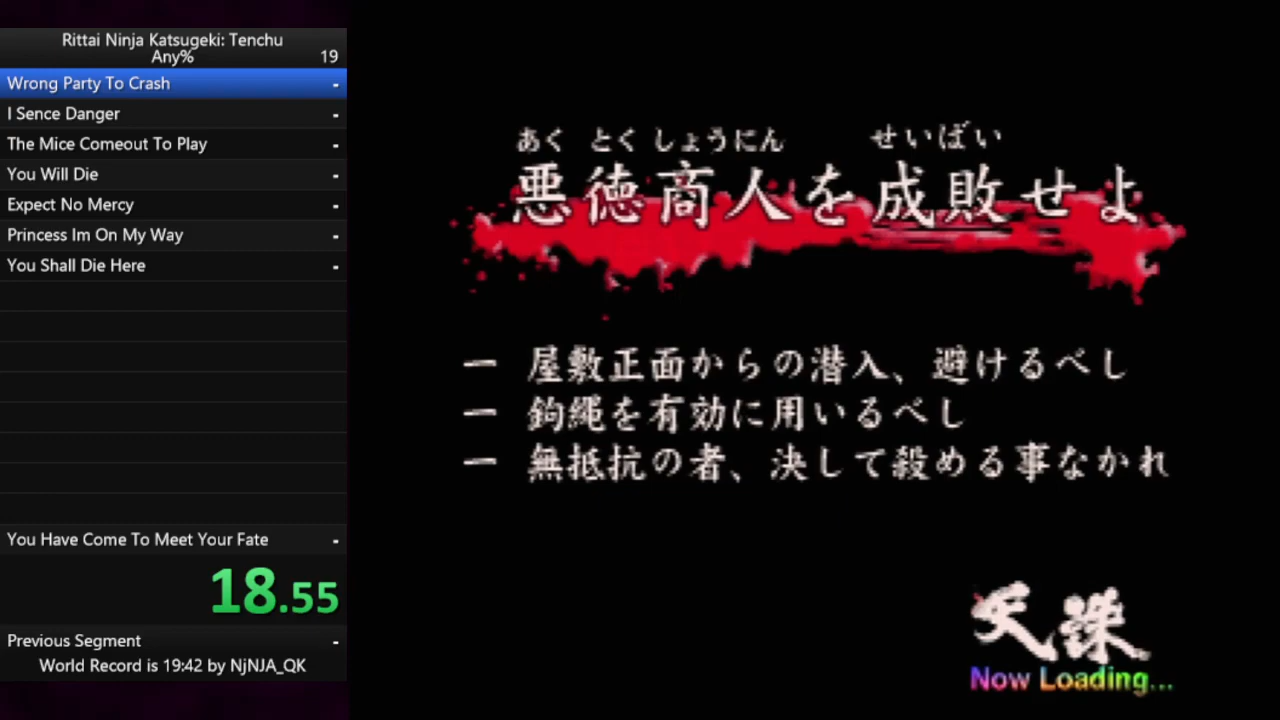 Rittai Ninja Katsugeki: Tenchu
Any% 19
Wrong Party To Crash -
I Sence Danger -
The Mice Comeout To Play -
You Will Die -
Expect No Mercy -
Princess Im On My Way -
You Shall Die Here -
You Have Come To Meet Your Fate -
18.55
Previous Segment -
World Record is 19:42 by NjNJA_QK
あく とく しょうにん せいばい
悪徳商人を成敗せよ
一 屋敷正面からの潜入、避けるべし
一 鉤縄を有効に用いるべし
一 無抵抗の者、決して殺める事なかれ
天誅
Now Loading...